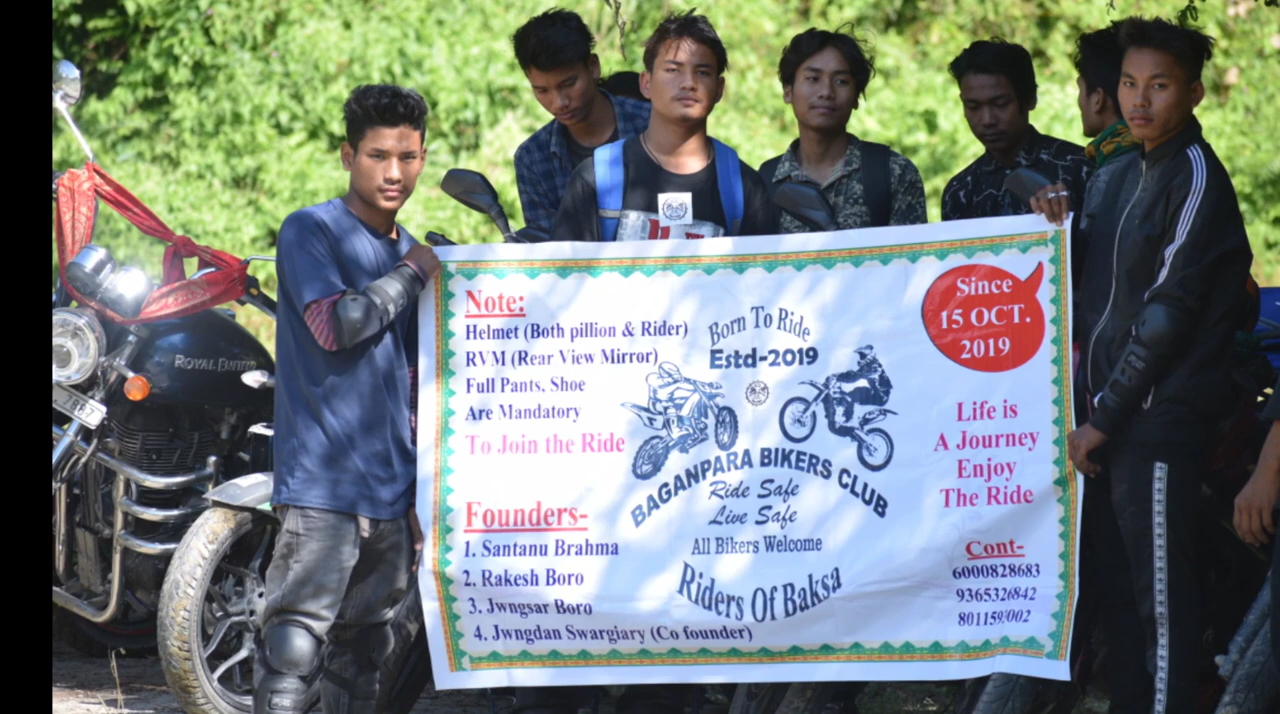 Note:
Helmet (Both pillion & Rider)
RVM (Rear View Mirror)
Full Pants, Shoe
Are Mandatory
To Join the Ride
Founders-
1. Santanu Brahma
2. Rakesh Boro
3. Jwngsar Boro
4. Jwngdan Swargiary (Co founder)
Born To Ride
Estd-2019
BAGANPARA BIKERS CLUB
Ride Safe
Live Safe
All Bikers Welcome
Riders Of Baksa
Since
15 OCT.
2019
Life is
A Journey
Enjoy
The Ride
Cont-
6000828683
9365326842
ROYAL ENFIELD
7887